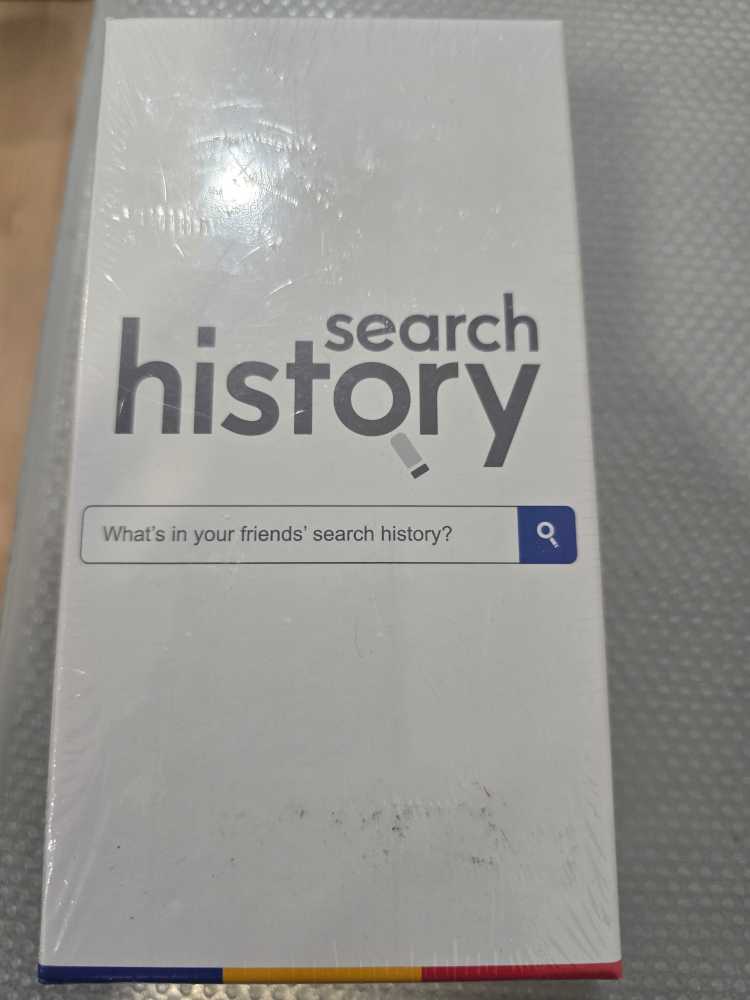 search
history
What's in your friends' search history?